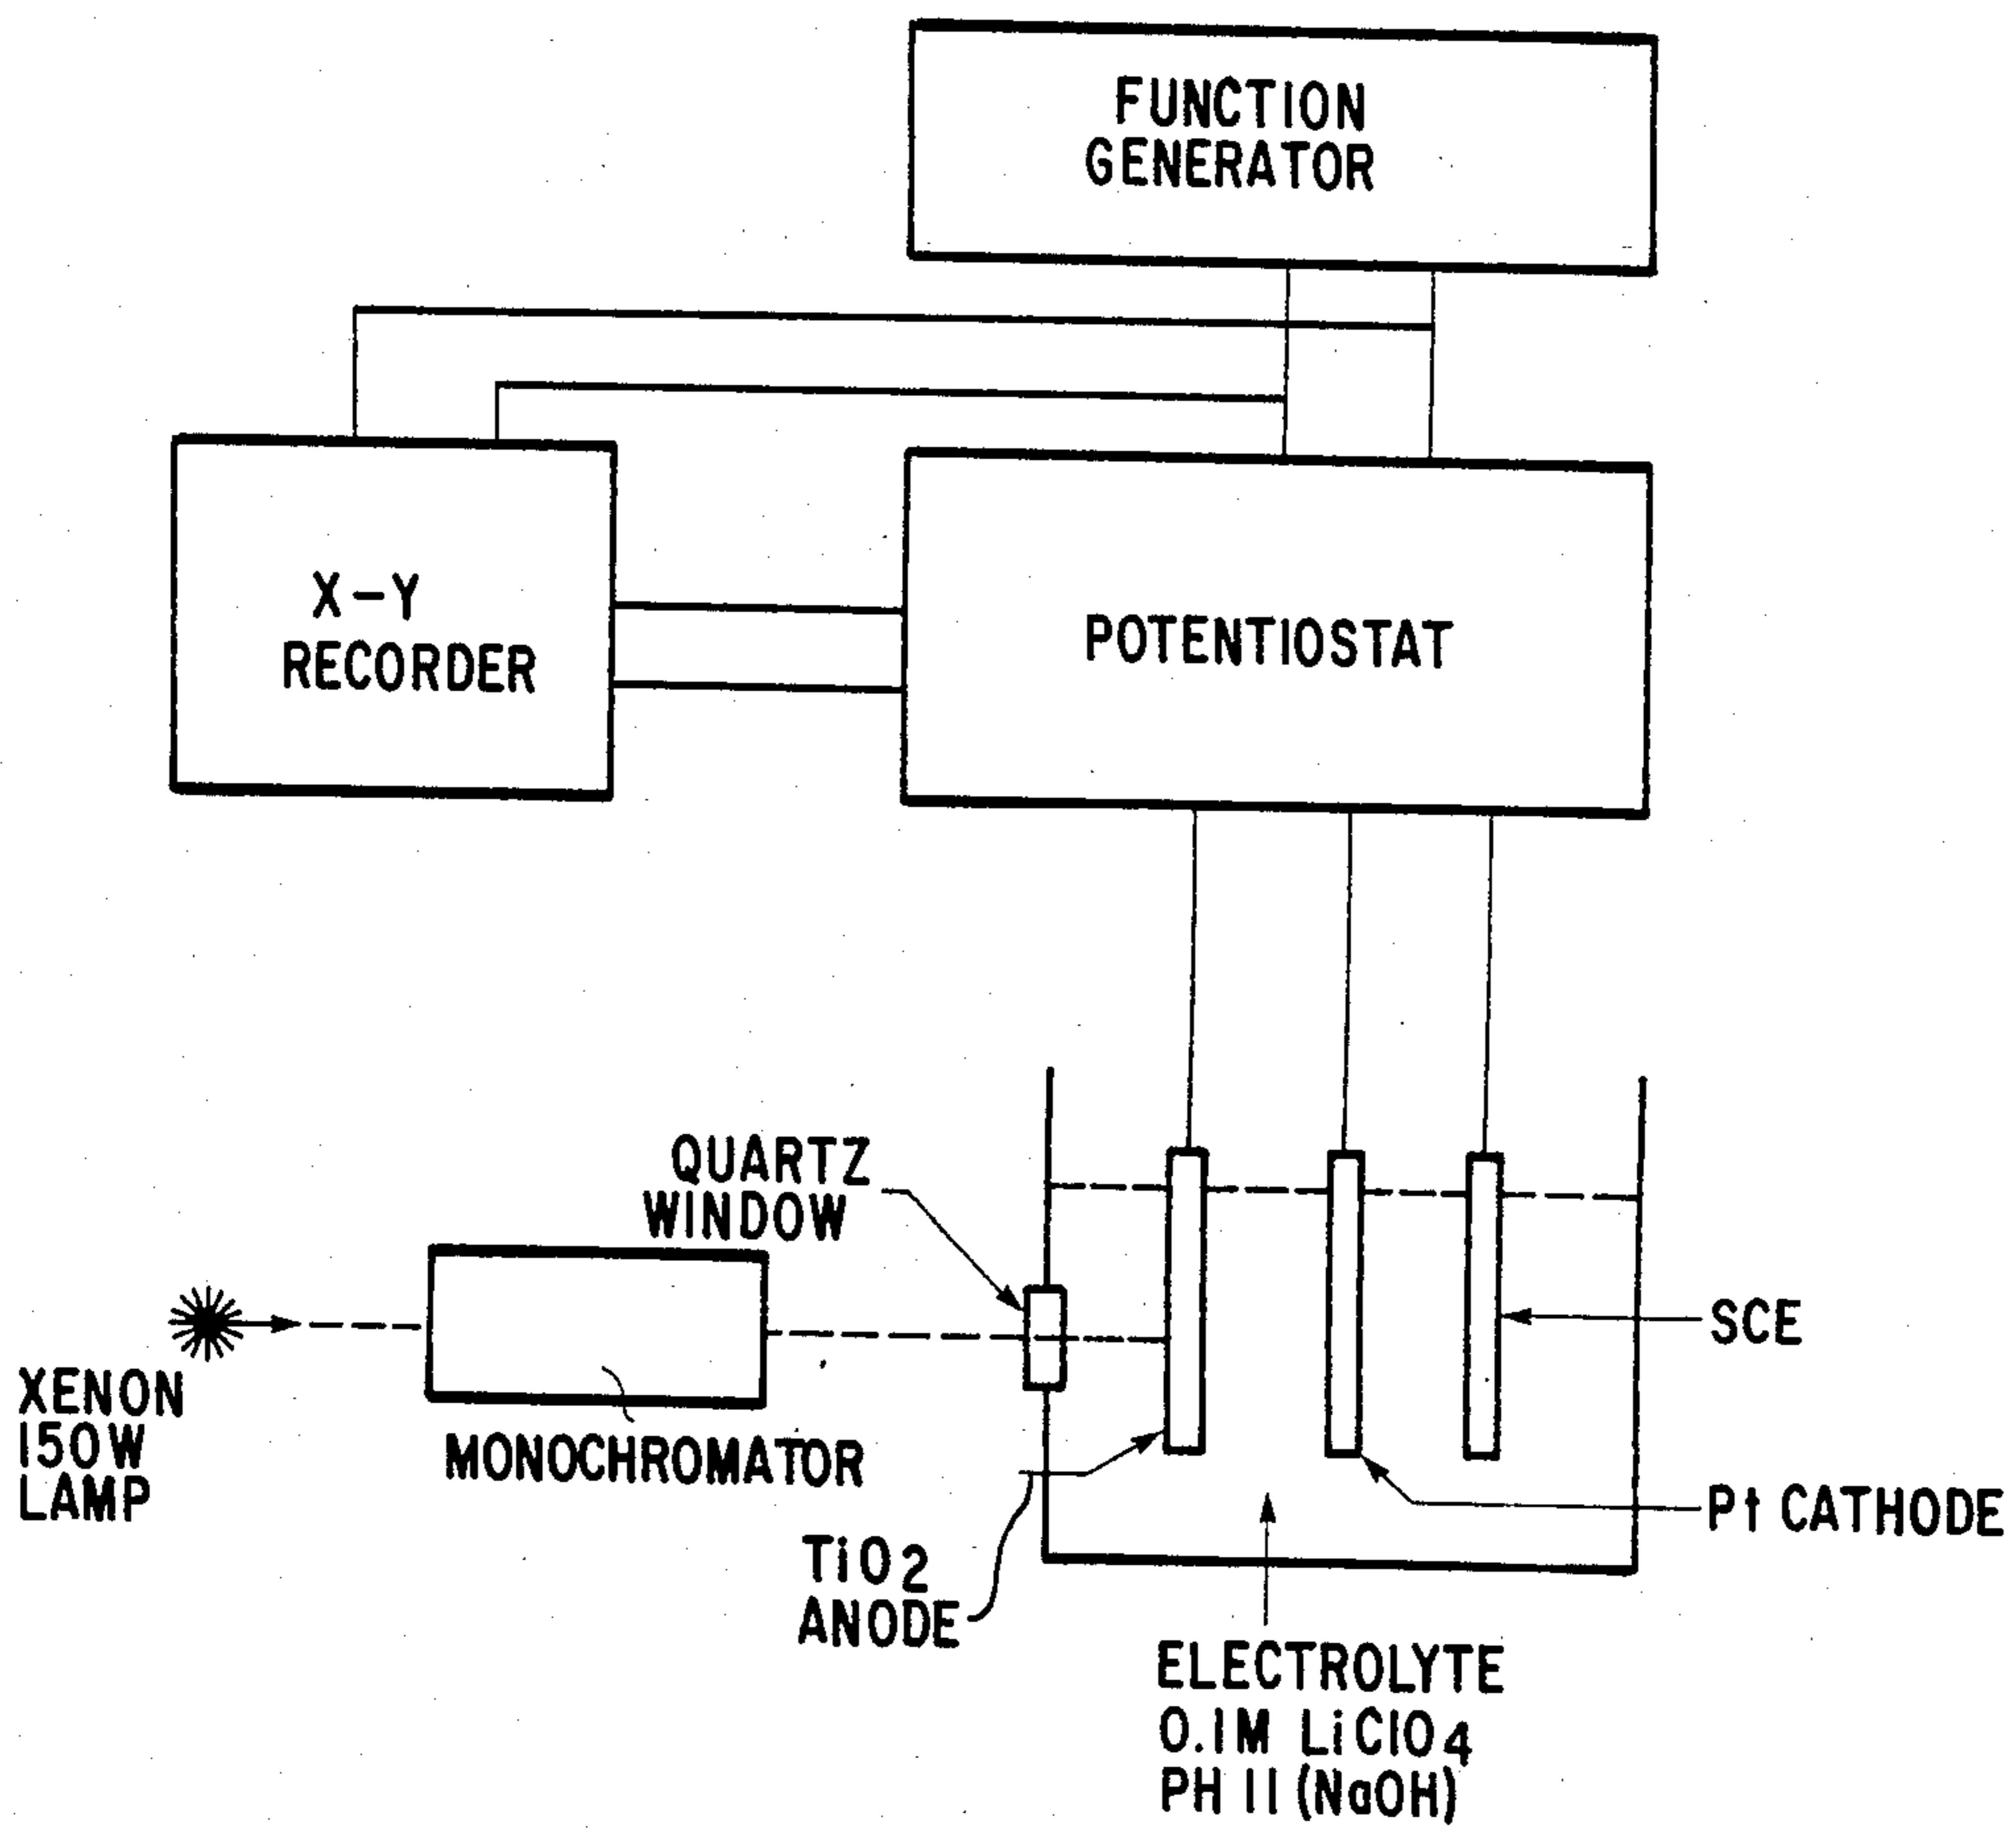 FUNCTION
GENERATOR
X-Y
RECORDER
POTENTIOSTAT
QUARTZ
WINDOW
XENON
150W
LAMP
MONOCHROMATOR
SCE
Pt CATHODE
TiO2
ANODE
ELECTROLYTE
0.1M LiClO4
PH 11 (NaOH)